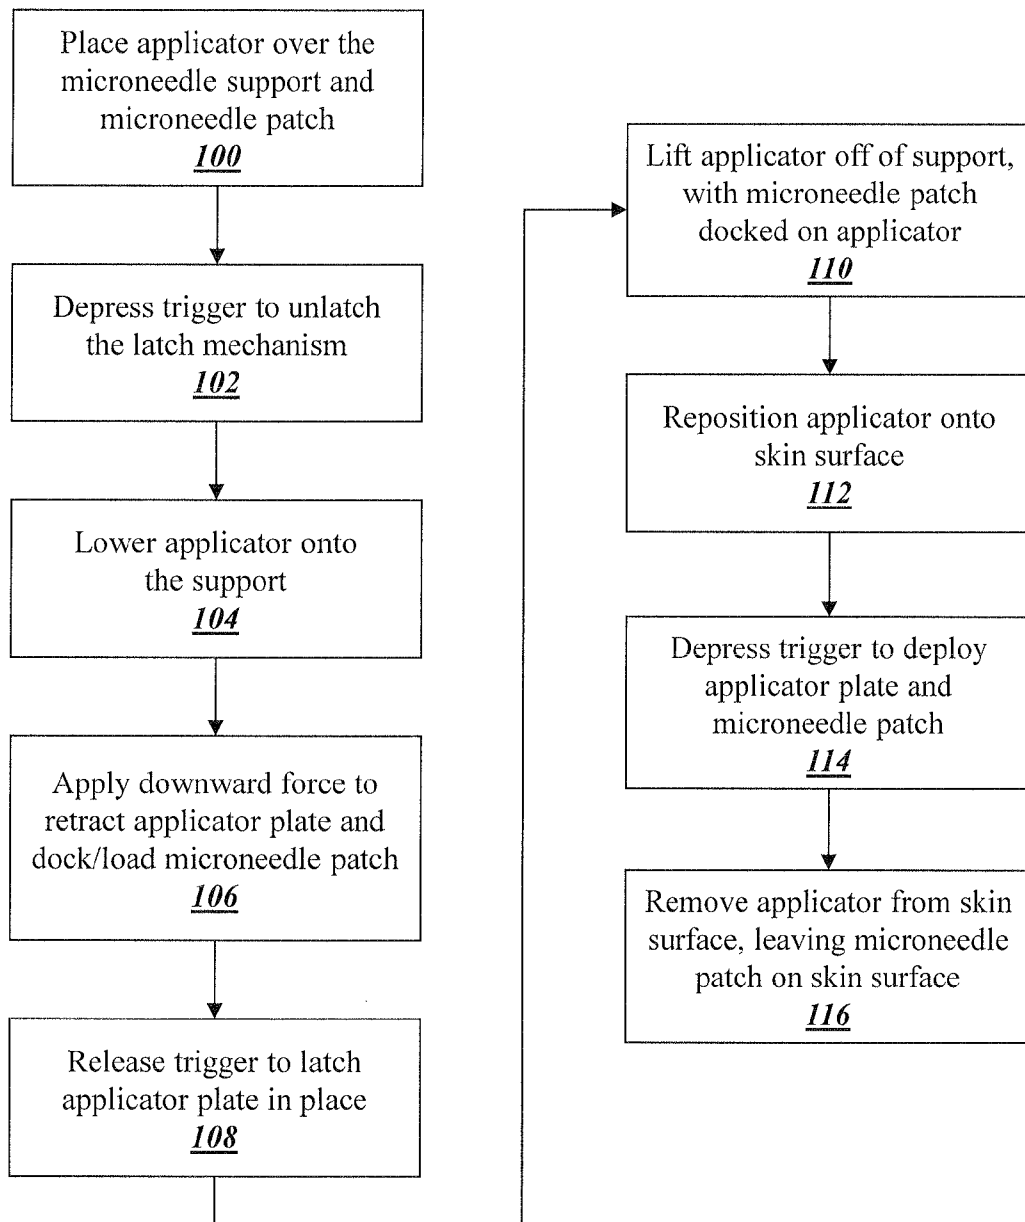 Place applicator over the
microneedle support and
microneedle patch
100
Depress trigger to unlatch
the latch mechanism
102
Lower applicator onto
the support
104
Apply downward force to
retract applicator plate and
dock/load microneedle patch
106
Release trigger to latch
applicator plate in place
108
Lift applicator off of support,
with microneedle patch
docked on applicator
110
Reposition applicator onto
skin surface
112
Depress trigger to deploy
applicator plate and
microneedle patch
114
Remove applicator from skin
surface, leaving microneedle
patch on skin surface
116